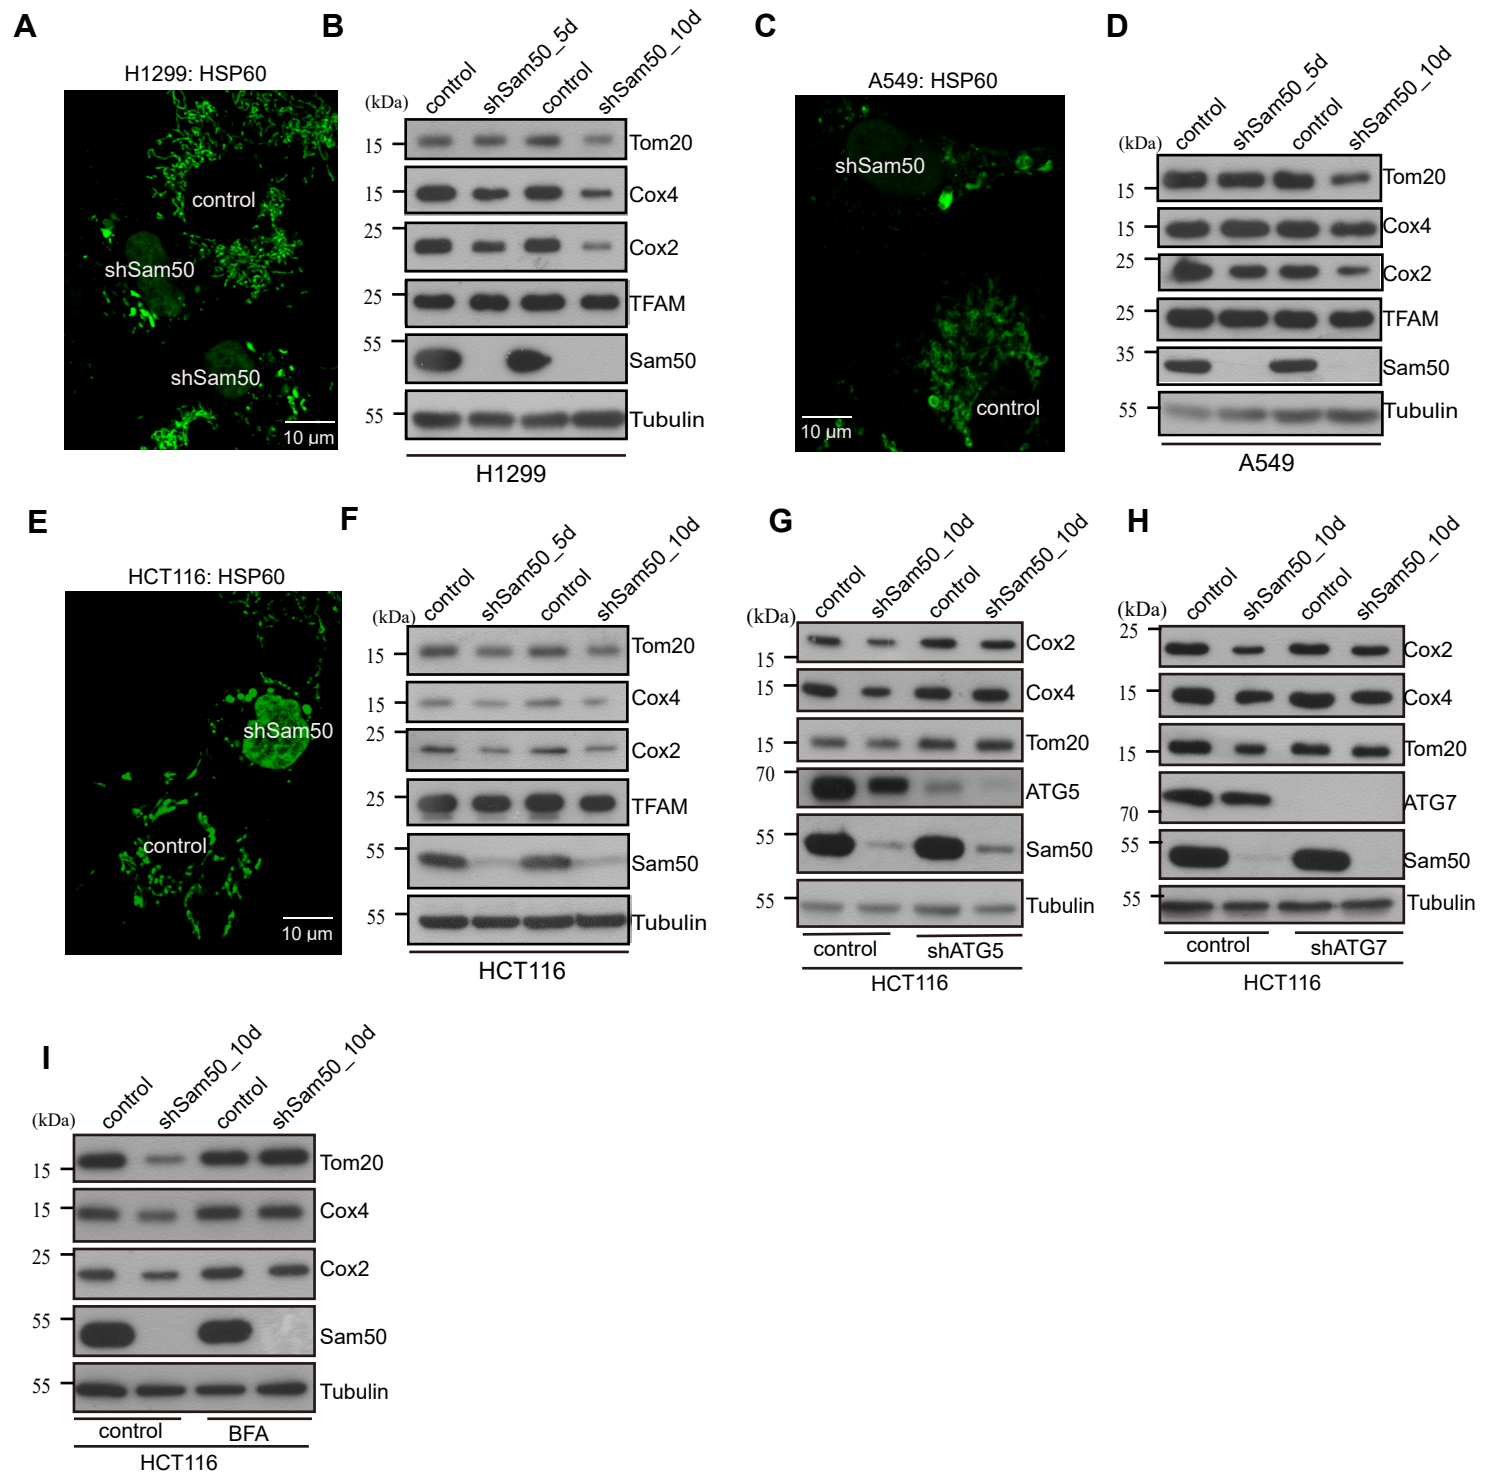 A
H1299: HSP60
control
shSam50
shSam50
10 µm
B
control
shSam50_5d
control
shSam50_10d
(kDa)
15
Tom20
15
Cox4
25
Cox2
25
TFAM
55
Sam50
55
Tubulin
H1299
C
A549: HSP60
shSam50
control
10 µm
D
control
shSam50_5d
control
shSam50_10d
(kDa)
15
Tom20
15
Cox4
25
Cox2
25
TFAM
35
Sam50
55
Tubulin
A549
E
HCT116: HSP60
shSam50
control
10 µm
F
control
shSam50_5d
control
shSam50_10d
(kDa)
15
Tom20
15
Cox4
25
Cox2
25
TFAM
55
Sam50
55
Tubulin
HCT116
G
control
shSam50_10d
control
shSam50_10d
(kDa)
Cox2
15
15
Cox4
15
Tom20
70
ATG5
55
Sam50
55
Tubulin
control
shATG5
HCT116
H
control
shSam50_10d
control
shSam50_10d
(kDa)
25
Cox2
15
Cox4
15
Tom20
ATG7
70
55
Sam50
55
Tubulin
control
shATG7
HCT116
I
control
shSam50_10d
control
shSam50_10d
(kDa)
15
Tom20
15
Cox4
25
Cox2
55
Sam50
55
Tubulin
control
BFA
HCT116